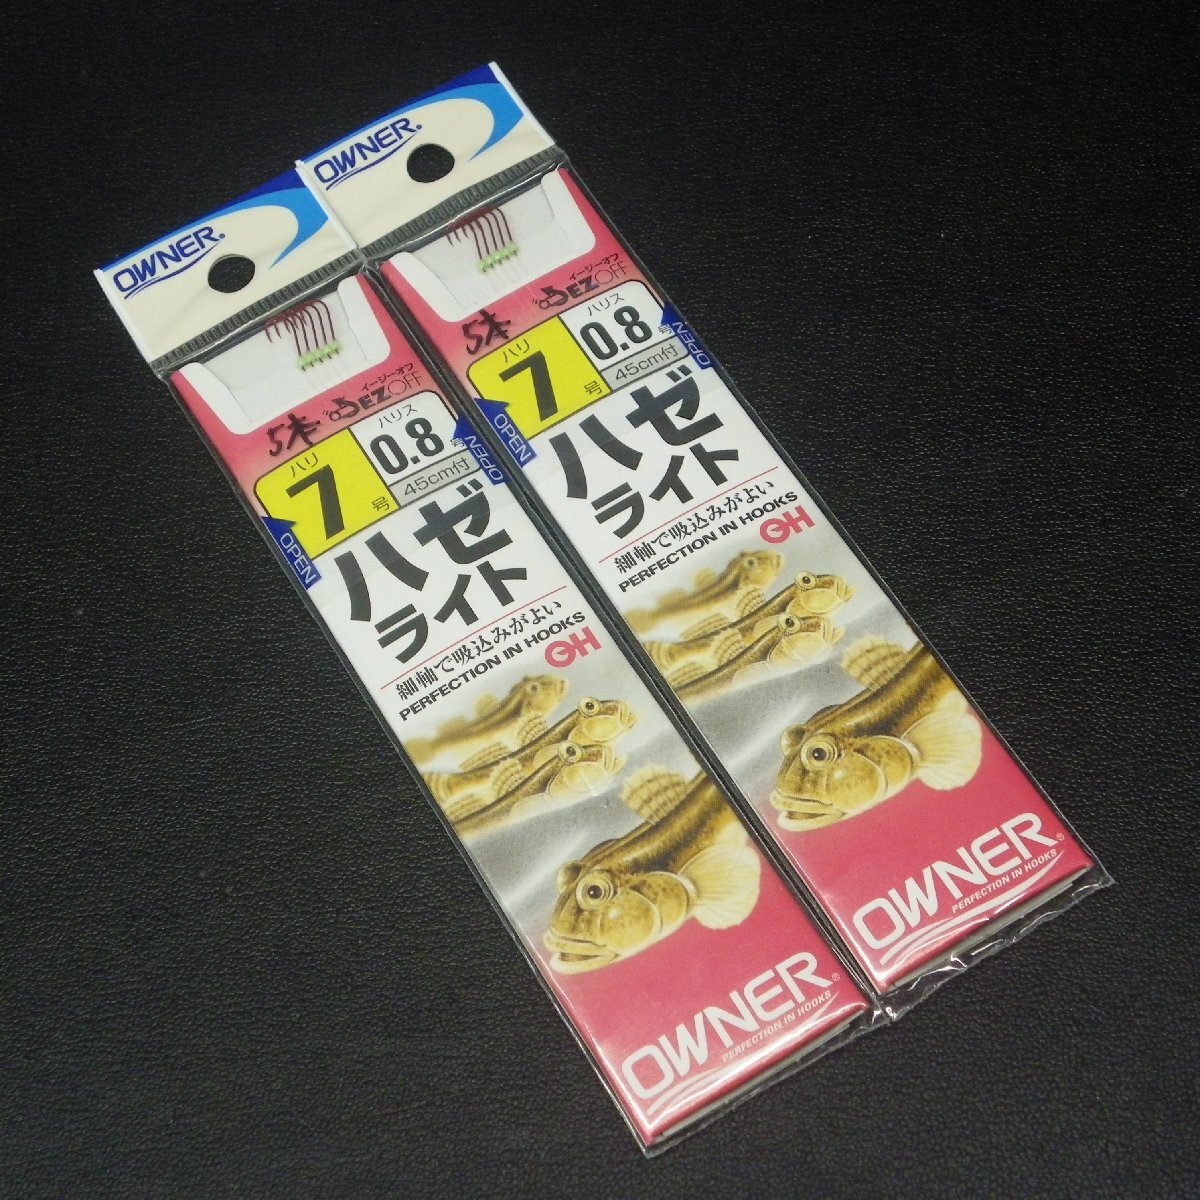 OWNER®
5本
イージーオフ
EZOFF
ハリ
7号
ハリス
0.8号
45cm付
OPEN
OPEN
ハゼ
ライト
細軸で吸込みがよい
PERFECTION IN HOOKS
OH
OWNER®
PERFECTION IN HOOKS
OWNER®
5本
イージーオフ
EZOFF
ハリ
7号
ハリス
0.8号
45cm付
OPEN
OPEN
ハゼ
ライト
細軸で吸込みがよい
PERFECTION IN HOOKS
OH
OWNER®
PERFECTION IN HOOKS